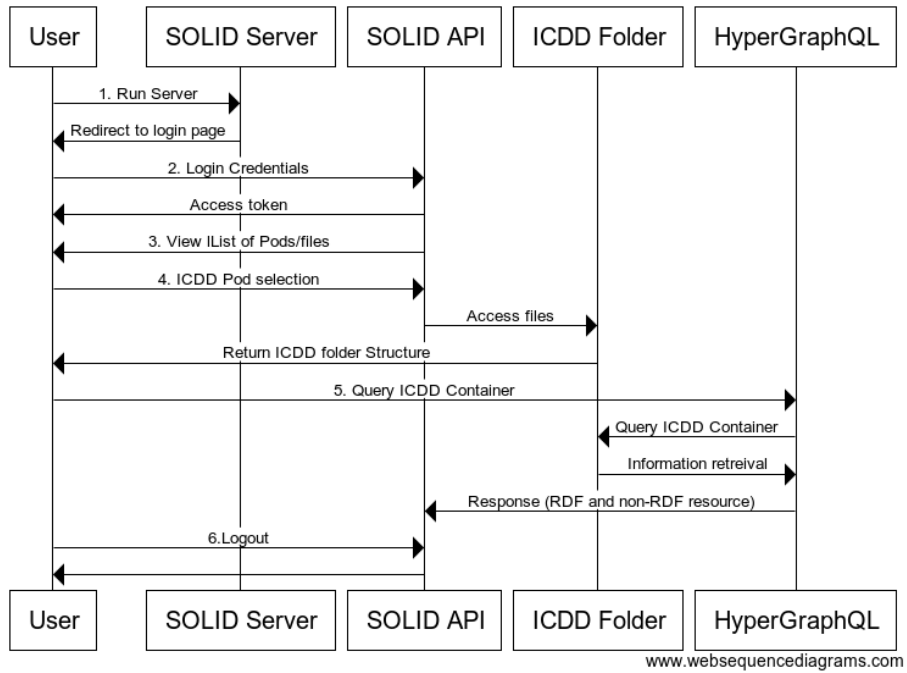 User SOLID Server SOLID API ICDD Folder HyperGraphQL
1. Run Server
Redirect to login page
2. Login Credentials
Access token
3. View lList of Pods/files
4. ICDD Pod selection
Access files
Return ICDD folder Structure
5. Query ICDD Container
Query ICDD Container
Information retreival
Response (RDF and non-RDF resource)
6.Logout
User SOLID Server SOLID API ICDD Folder HyperGraphQL
www.websequencediagrams.com